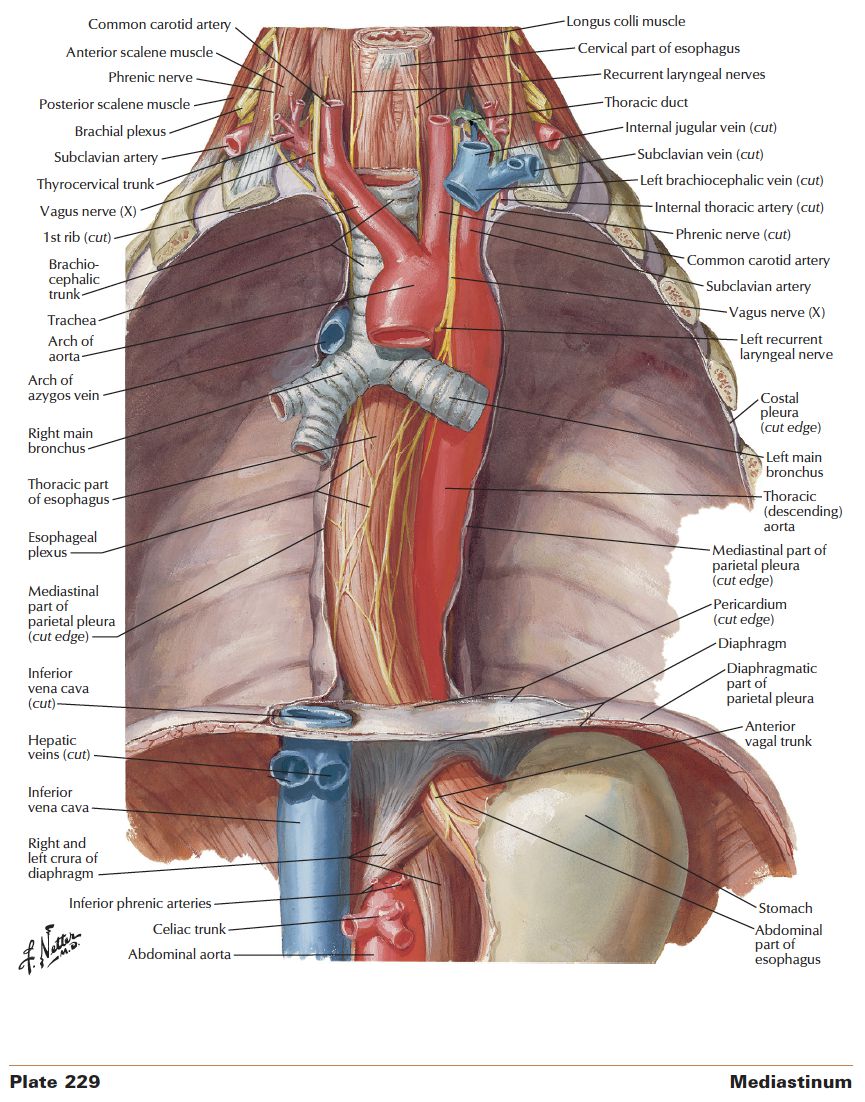 Common carotid artery
Anterior scalene muscle
Phrenic nerve
Posterior scalene muscle
Brachial plexus
Subclavian artery
Thyrocervical trunk
Vagus nerve (X)
1st rib (cut)
Brachio-
cephalic
trunk
Trachea
Arch of
aorta
Arch of
azygos vein
Right main
bronchus
Thoracic part
of esophagus
Esophageal
plexus
Mediastinal
part of
parietal pleura
(cut edge)
Inferior
vena cava
(cut)
Hepatic
veins (cut)
Inferior
vena cava
Right and
left crura of
diaphragm
Inferior phrenic arteries
Celiac trunk
Abdominal aorta
Longus colli muscle
Cervical part of esophagus
Recurrent laryngeal nerves
Thoracic duct
Internal jugular vein (cut)
Subclavian vein (cut)
Left brachiocephalic vein (cut)
Internal thoracic artery (cut)
Phrenic nerve (cut)
Common carotid artery
Subclavian artery
Vagus nerve (X)
Left recurrent
laryngeal nerve
Costal
pleura
(cut edge)
Left main
bronchus
Thoracic
(descending)
aorta
Mediastinal part of
parietal pleura
(cut edge)
Pericardium
(cut edge)
Diaphragm
Diaphragmatic
part of
parietal pleura
Anterior
vagal trunk
Stomach
Abdominal
part of
esophagus
F. Netter
M.D.
Plate 229
Mediastinum